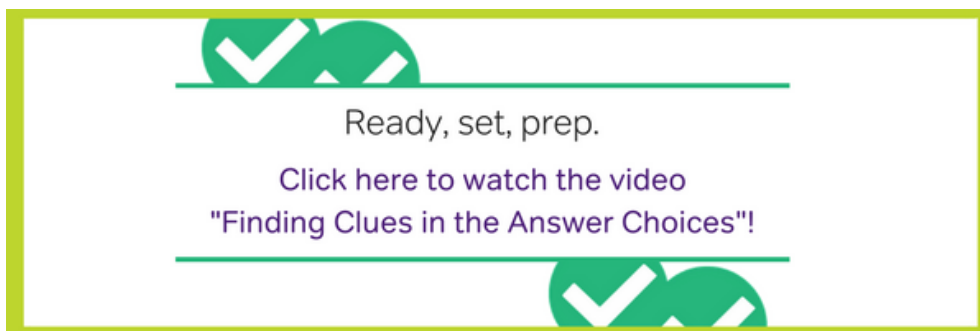 Ready, set, prep.
Click here to watch the video
"Finding Clues in the Answer Choices"!